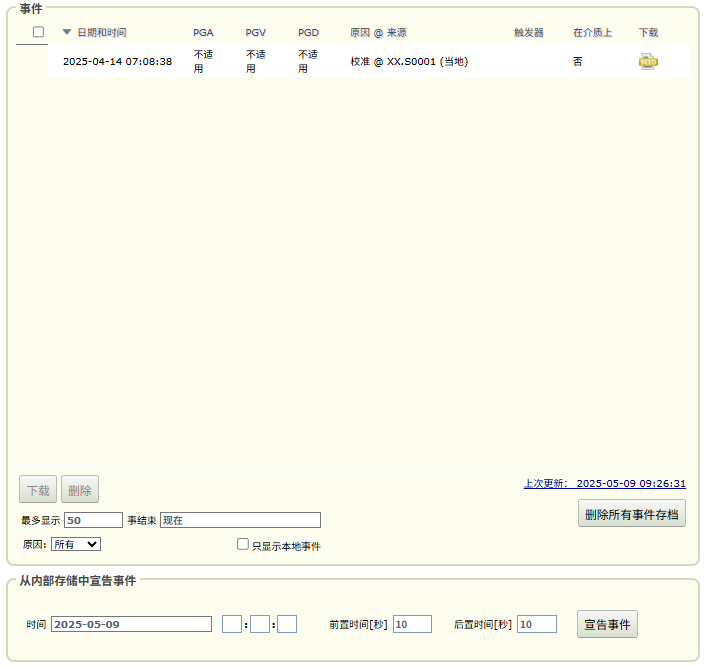 事件
日期和时间 PGA PGV PGD 原因 @ 来源 触发器 在介质上 下载
2025-04-14 07:08:38 不适用 不适用 不适用 校准 @ XX.S0001 (当地) 否 SEED
下载 删除 上次更新: 2025-05-09 09:26:31
删除所有事件存档
最多显示 50 事结束 现在
原因: 所有 只显示本地事件
从内部存储中宣告事件
时间 2025-05-09 : : 前置时间[秒] 10 后置时间[秒] 10 宣告事件